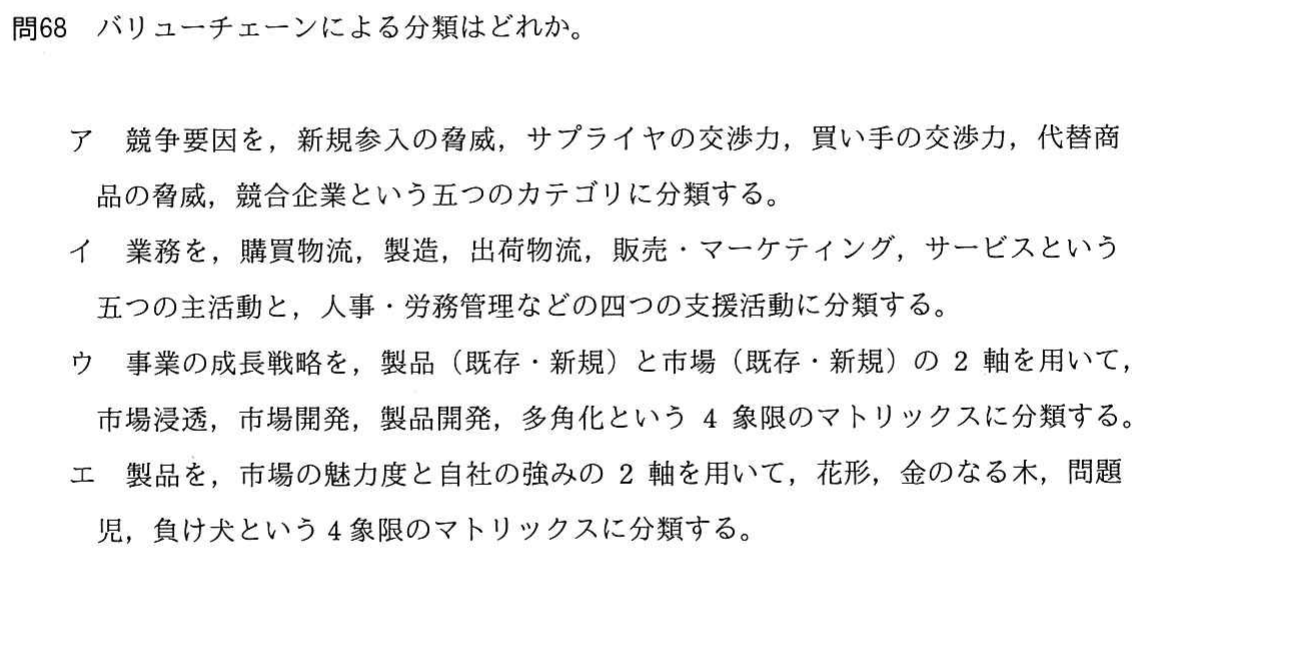 問68 バリューチェーンによる分類はどれか。
ア 競争要因を，新規参入の脅威，サプライヤの交渉力，買い手の交渉力，代替商
品の脅威，競合企業という五つのカテゴリに分類する。
イ 業務を，購買物流，製造，出荷物流，販売・マーケティング，サービスという
五つの主活動と，人事・労務管理などの四つの支援活動に分類する。
ウ 事業の成長戦略を，製品（既存・新規）と市場（既存・新規）の 2 軸を用いて，
市場浸透，市場開発，製品開発，多角化という 4 象限のマトリックスに分類する。
エ 製品を，市場の魅力度と自社の強みの 2 軸を用いて，花形，金のなる木，問題
児，負け犬という 4 象限のマトリックスに分類する。